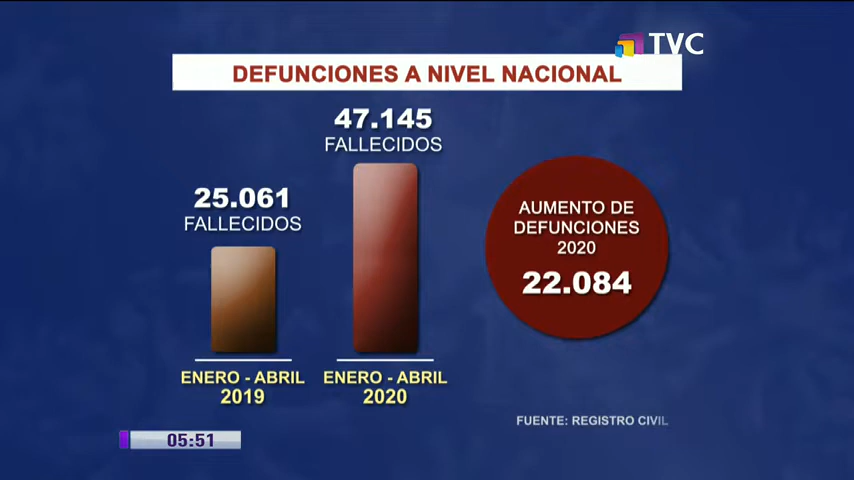 TVC
DEFUNCIONES A NIVEL NACIONAL
25.061
FALLECIDOS
47.145
FALLECIDOS
AUMENTO DE
DEFUNCIONES
2020
22.084
ENERO - ABRIL
2019
ENERO - ABRIL
2020
FUENTE: REGISTRO CIVIL
05:51